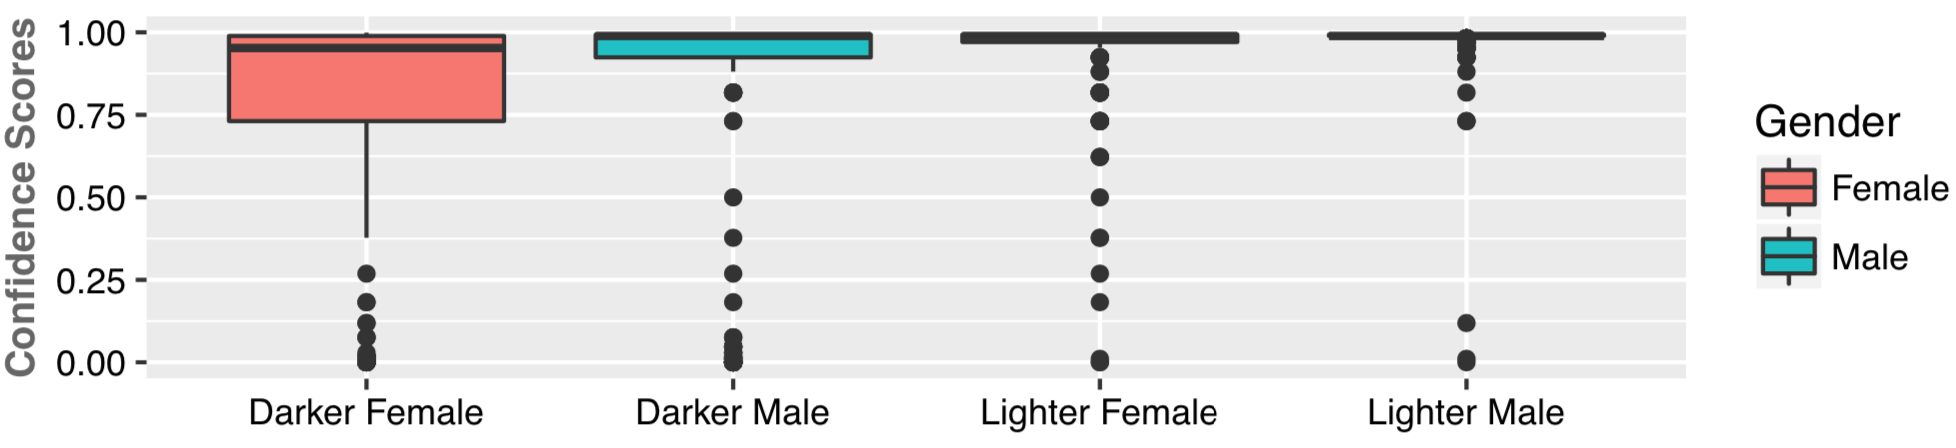 Confidence Scores
1.00
0.75
0.50
0.25
0.00
Darker Female
Darker Male
Lighter Female
Lighter Male
Gender
Female
Male